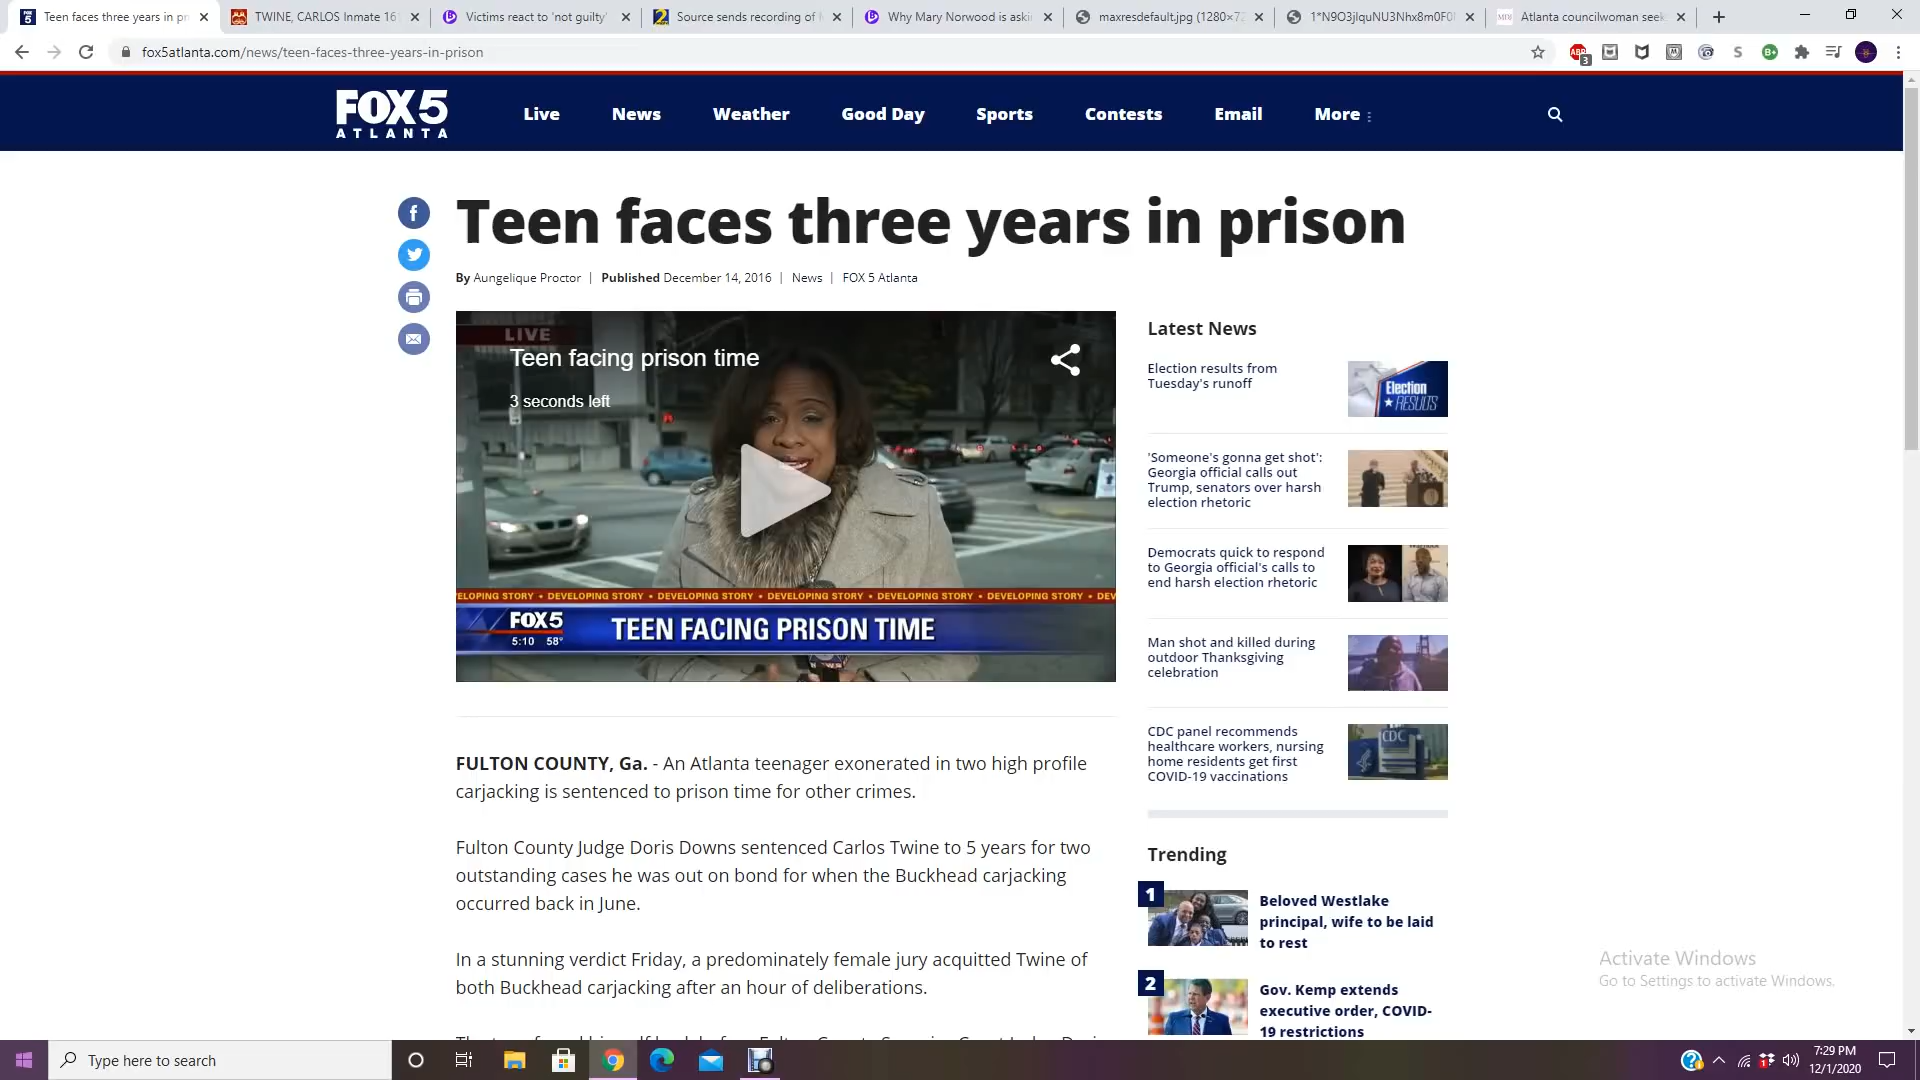 Teen faces three years in pr
TWINE, CARLOS Inmate 16
Victims react to 'not guilty'
Source sends recording of
Why Mary Norwood is aski
maxresdefault.jpg (1280×72
Atlanta councilwoman seek
fox5atlanta.com/news/teen-faces-three-years-in-prison
FOX 5
ATLANTA
Live
News
Weather
Good Day
Sports
Contests
Email
More
Teen faces three years in prison
By Aungelique Proctor | Published December 14, 2016 | News | FOX 5 Atlanta
LIVE
Teen facing prison time
3 seconds left
ELOPING STORY • DEVELOPING STORY • DEVELOPING STORY • DEVELOPING STORY • DEVELOPING STORY • DEV
FOX 5
5:10 58°
TEEN FACING PRISON TIME
FULTON COUNTY, Ga. - An Atlanta teenager exonerated in two high profile
carjacking is sentenced to prison time for other crimes.
Fulton County Judge Doris Downs sentenced Carlos Twine to 5 years for two
outstanding cases he was out on bond for when the Buckhead carjacking
occurred back in June.
In a stunning verdict Friday, a predominately female jury acquitted Twine of
both Buckhead carjacking after an hour of deliberations.
Latest News
Election results from
Tuesday's runoff
Election
RESULTS
'Someone's gonna get shot':
Georgia official calls out
Trump, senators over harsh
election rhetoric
Democrats quick to respond
to Georgia official's calls to
end harsh election rhetoric
Man shot and killed during
outdoor Thanksgiving
celebration
CDC panel recommends
healthcare workers, nursing
home residents get first
COVID-19 vaccinations
CDC
Trending
1
Beloved Westlake
principal, wife to be laid
to rest
2
Gov. Kemp extends
executive order, COVID-
19 restrictions
Activate Windows
Go to Settings to activate Windows.
Type here to search
7:29 PM
12/1/2020